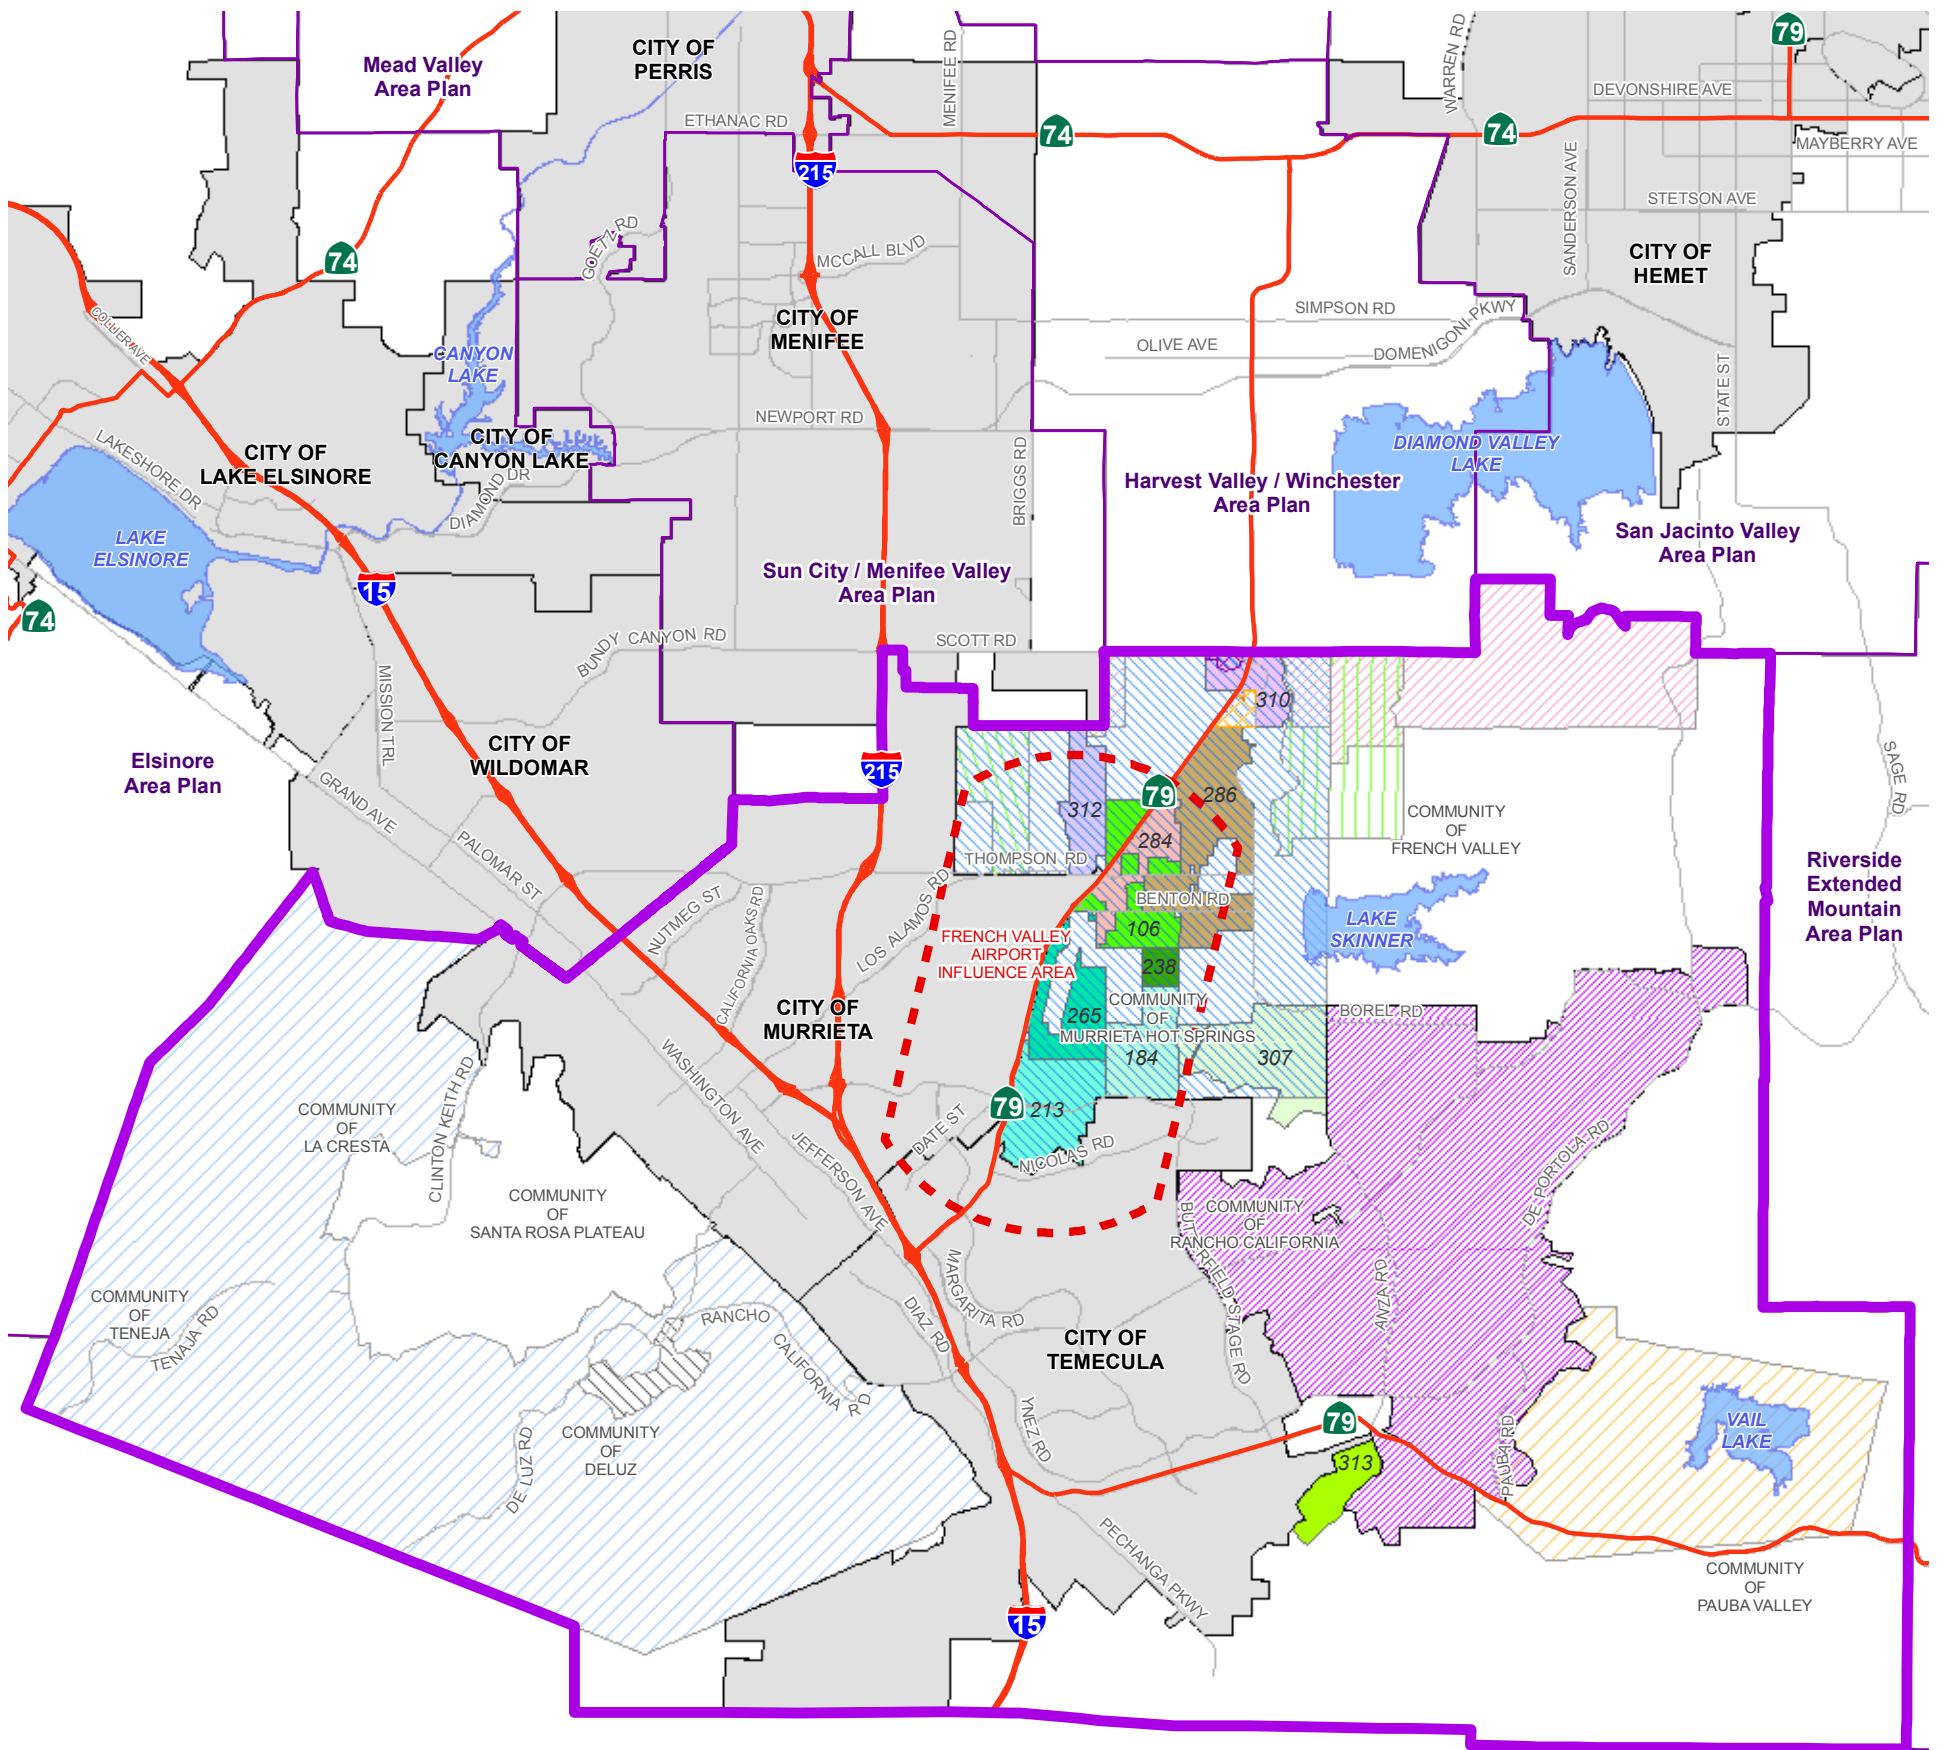 79
CITY OF
PERRIS
Mead Valley
Area Plan
MENIFEE RD
WARREN RD
DEVONSHIRE AVE
ETHANAC RD
74
74
MAYBERRY AVE
215
SANDERSON AVE
STETSON AVE
GOETZ RD
MCCALL BLVD
74
CITY OF
HEMET
COLLIER AVE
CITY OF
MENIFEE
SIMPSON RD
OLIVE AVE
DOMENIGONI PKWY
CANYON
LAKE
STATE ST
NEWPORT RD
LAKESHORE DR
CITY OF
LAKE ELSINORE
CITY OF
CANYON LAKE
DIAMOND DR
BRIGGS RD
DIAMOND VALLEY
LAKE
Harvest Valley / Winchester
Area Plan
San Jacinto Valley
Area Plan
LAKE
ELSINORE
15
Sun City / Menifee Valley
Area Plan
74
BUNDY CANYON RD
SCOTT RD
MISSION TRL
310
Elsinore
Area Plan
CITY OF
WILDOMAR
215
79
286
SAGE RD
GRAND AVE
312
284
COMMUNITY
OF
FRENCH VALLEY
PALOMAR ST
THOMPSON RD
Riverside
Extended
Mountain
Area Plan
NUTMEG ST
CALIFORNIA OAKS RD
LOS ALAMOS RD
BENTON RD
106
LAKE
SKINNER
FRENCH VALLEY
AIRPORT
INFLUENCE AREA
238
CITY OF
MURRIETA
265
COMMUNITY
OF
MURRIETA HOT SPRINGS
BOREL RD
184
307
WASHINGTON AVE
CLINTON KEITH RD
COMMUNITY
OF
LA CRESTA
79
213
DATE ST
NICOLAS RD
JEFFERSON AVE
DE PORTOLA RD
COMMUNITY
OF
SANTA ROSA PLATEAU
BUTTERFIELD STAGE RD
COMMUNITY
OF
RANCHO CALIFORNIA
MARGARITA RD
ANZA RD
COMMUNITY
OF
TENEJA
TENAJA RD
RANCHO CALIFORNIA RD
DIAZ RD
CITY OF
TEMECULA
YNEZ RD
79
PAUBA RD
VAIL
LAKE
COMMUNITY
OF
DELUZ
DE LUZ RD
313
PECHANGA PKWY
COMMUNITY
OF
PAUBA VALLEY
15